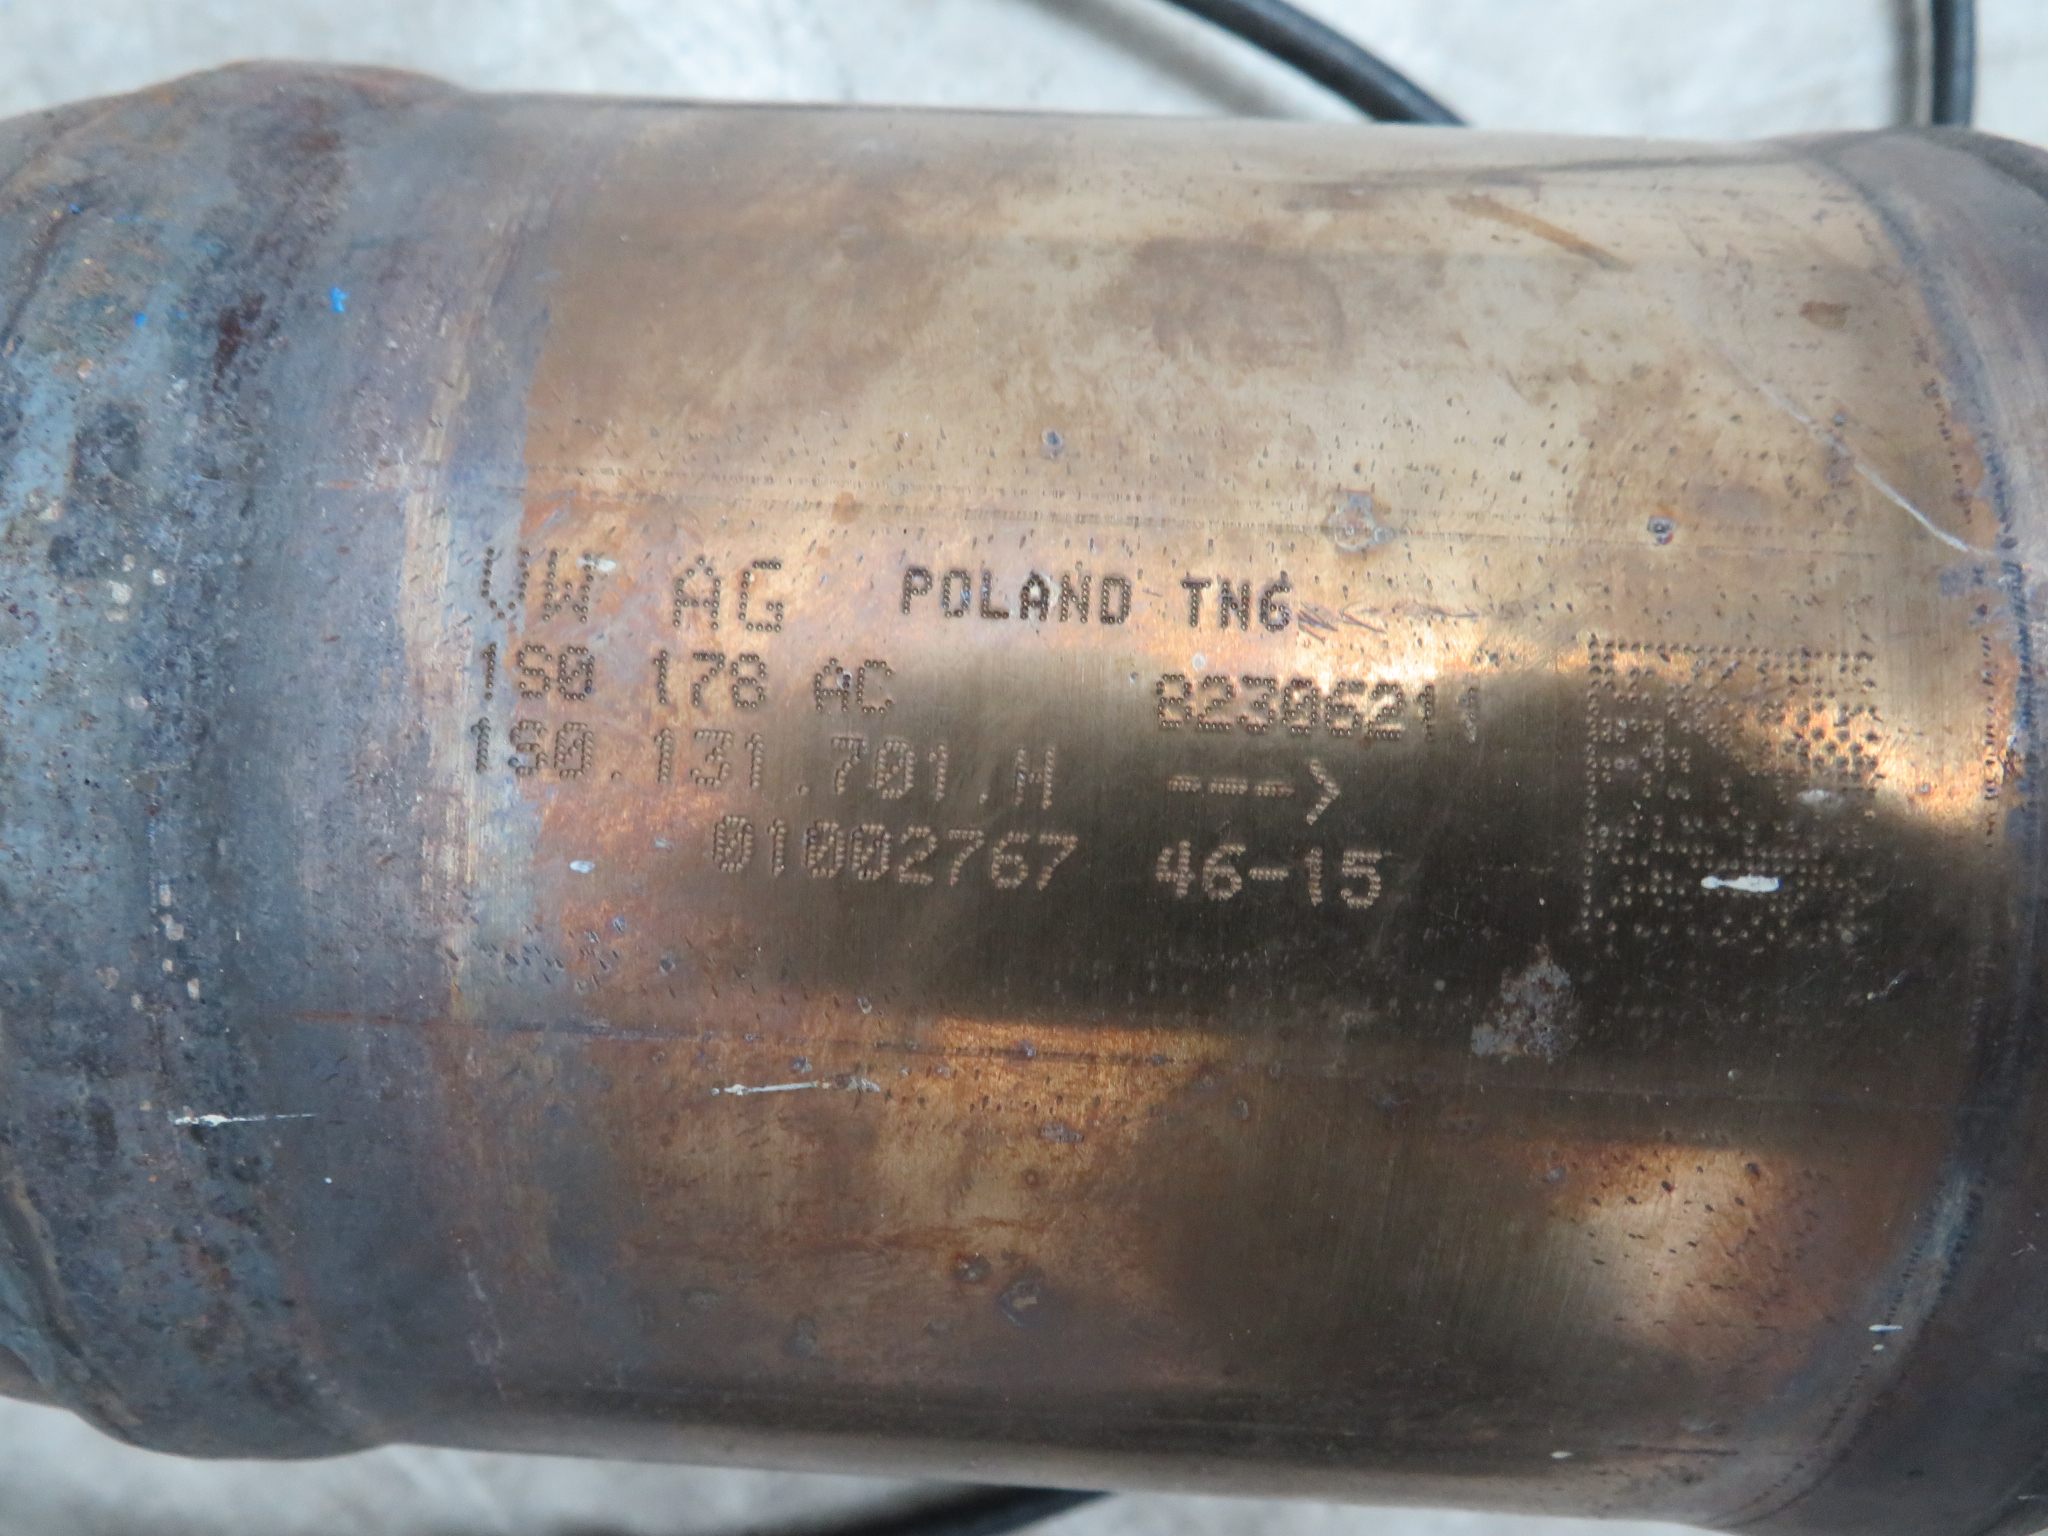 VW AG POLAND TNG
1S0 178 AC 8230621
1S0.131.701.H --->
01002767 46-15